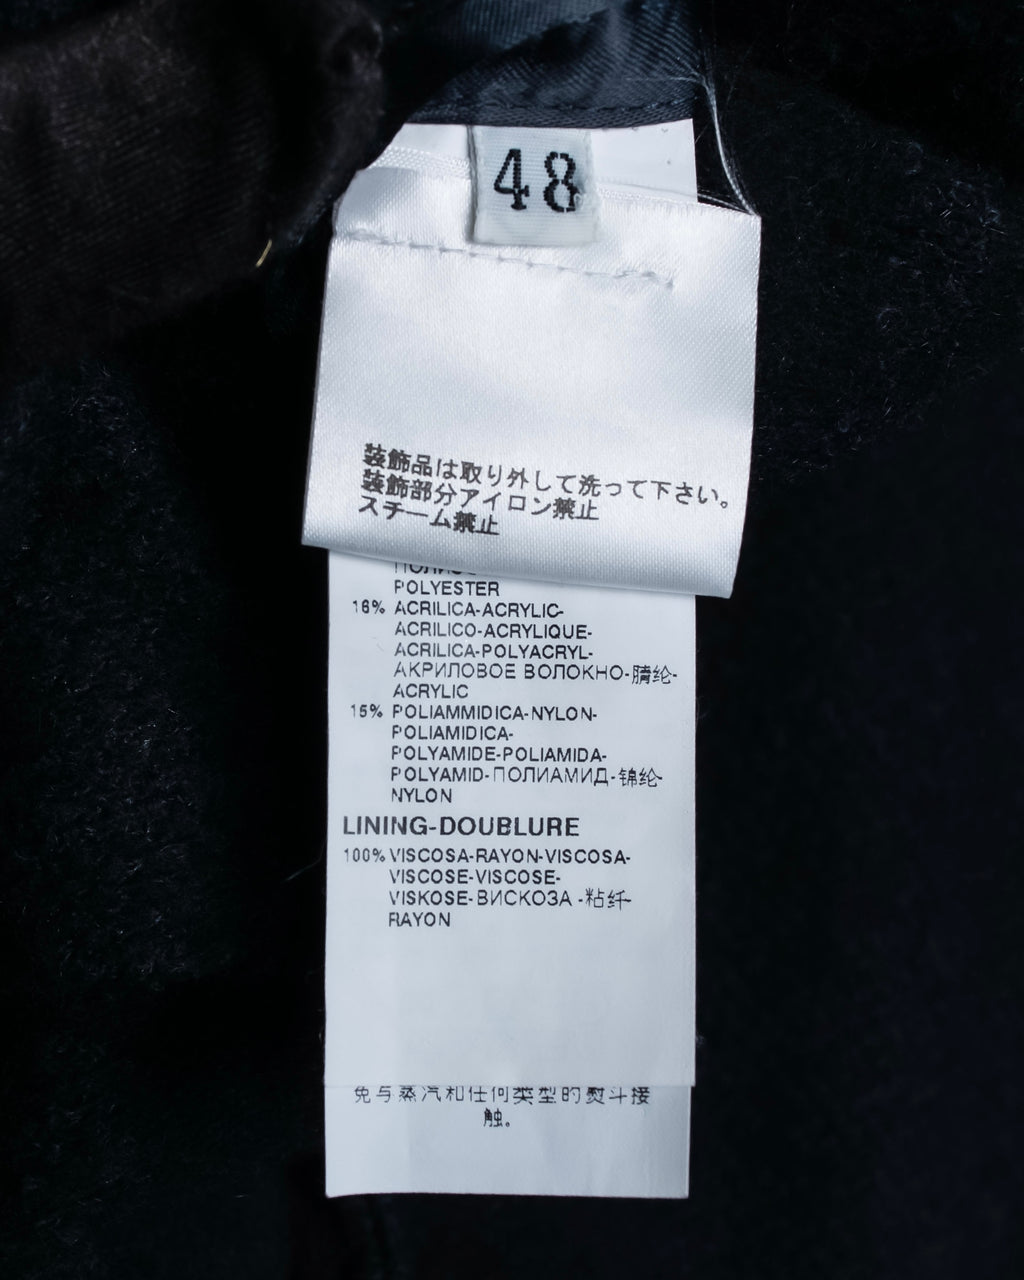 48
装飾品は取り外して洗って下さい。
装飾部分アイロン禁止
スチーム禁止
POLYESTER
16% ACRILICA-ACRYLIC-
ACRILICO-ACRYLIQUE-
ACRILICA-POLYACRYL-
АКРИЛОВОЕ ВОЛОКНО-腈纶-
ACRYLIC
15% POLIAMMIDICA-NYLON-
POLIAMIDICA-
POLYAMIDE-POLIAMIDA-
POLYAMID-ПОЛИАМИД-锦纶-
NYLON
LINING-DOUBLURE
100% VISCOSA-RAYON-VISCOSA-
VISCOSE-VISCOSE-
VISKOSE-ВИСКОЗА -粘纤-
RAYON
免与蒸汽和任何类型的熨斗接
触。